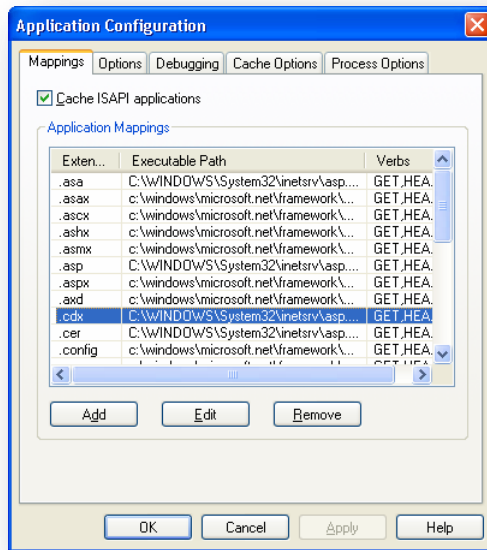 Application Configuration
Mappings Options Debugging Cache Options Process Options
Cache ISAPI applications
Application Mappings
Exten... Executable Path Verbs
.asa C:\WINDOWS\System32\inetsrv\asp.... GET,HEA.
.asax c:\windows\microsoft.net\framework\... GET,HEA.
.ascx c:\windows\microsoft.net\framework\... GET,HEA.
.ashx c:\windows\microsoft.net\framework\... GET,HEA.
.asmx c:\windows\microsoft.net\framework\... GET,HEA.
.asp C:\WINDOWS\System32\inetsrv\asp.... GET,HEA.
.aspx c:\windows\microsoft.net\framework\... GET,HEA.
.axd c:\windows\microsoft.net\framework\... GET,HEA.
.cdx C:\WINDOWS\System32\inetsrv\asp.... GET,HEA.
.cer C:\WINDOWS\System32\inetsrv\asp.... GET,HEA.
.config c:\windows\microsoft.net\framework\... GET,HEA.
Add Edit Remove
OK Cancel Apply Help